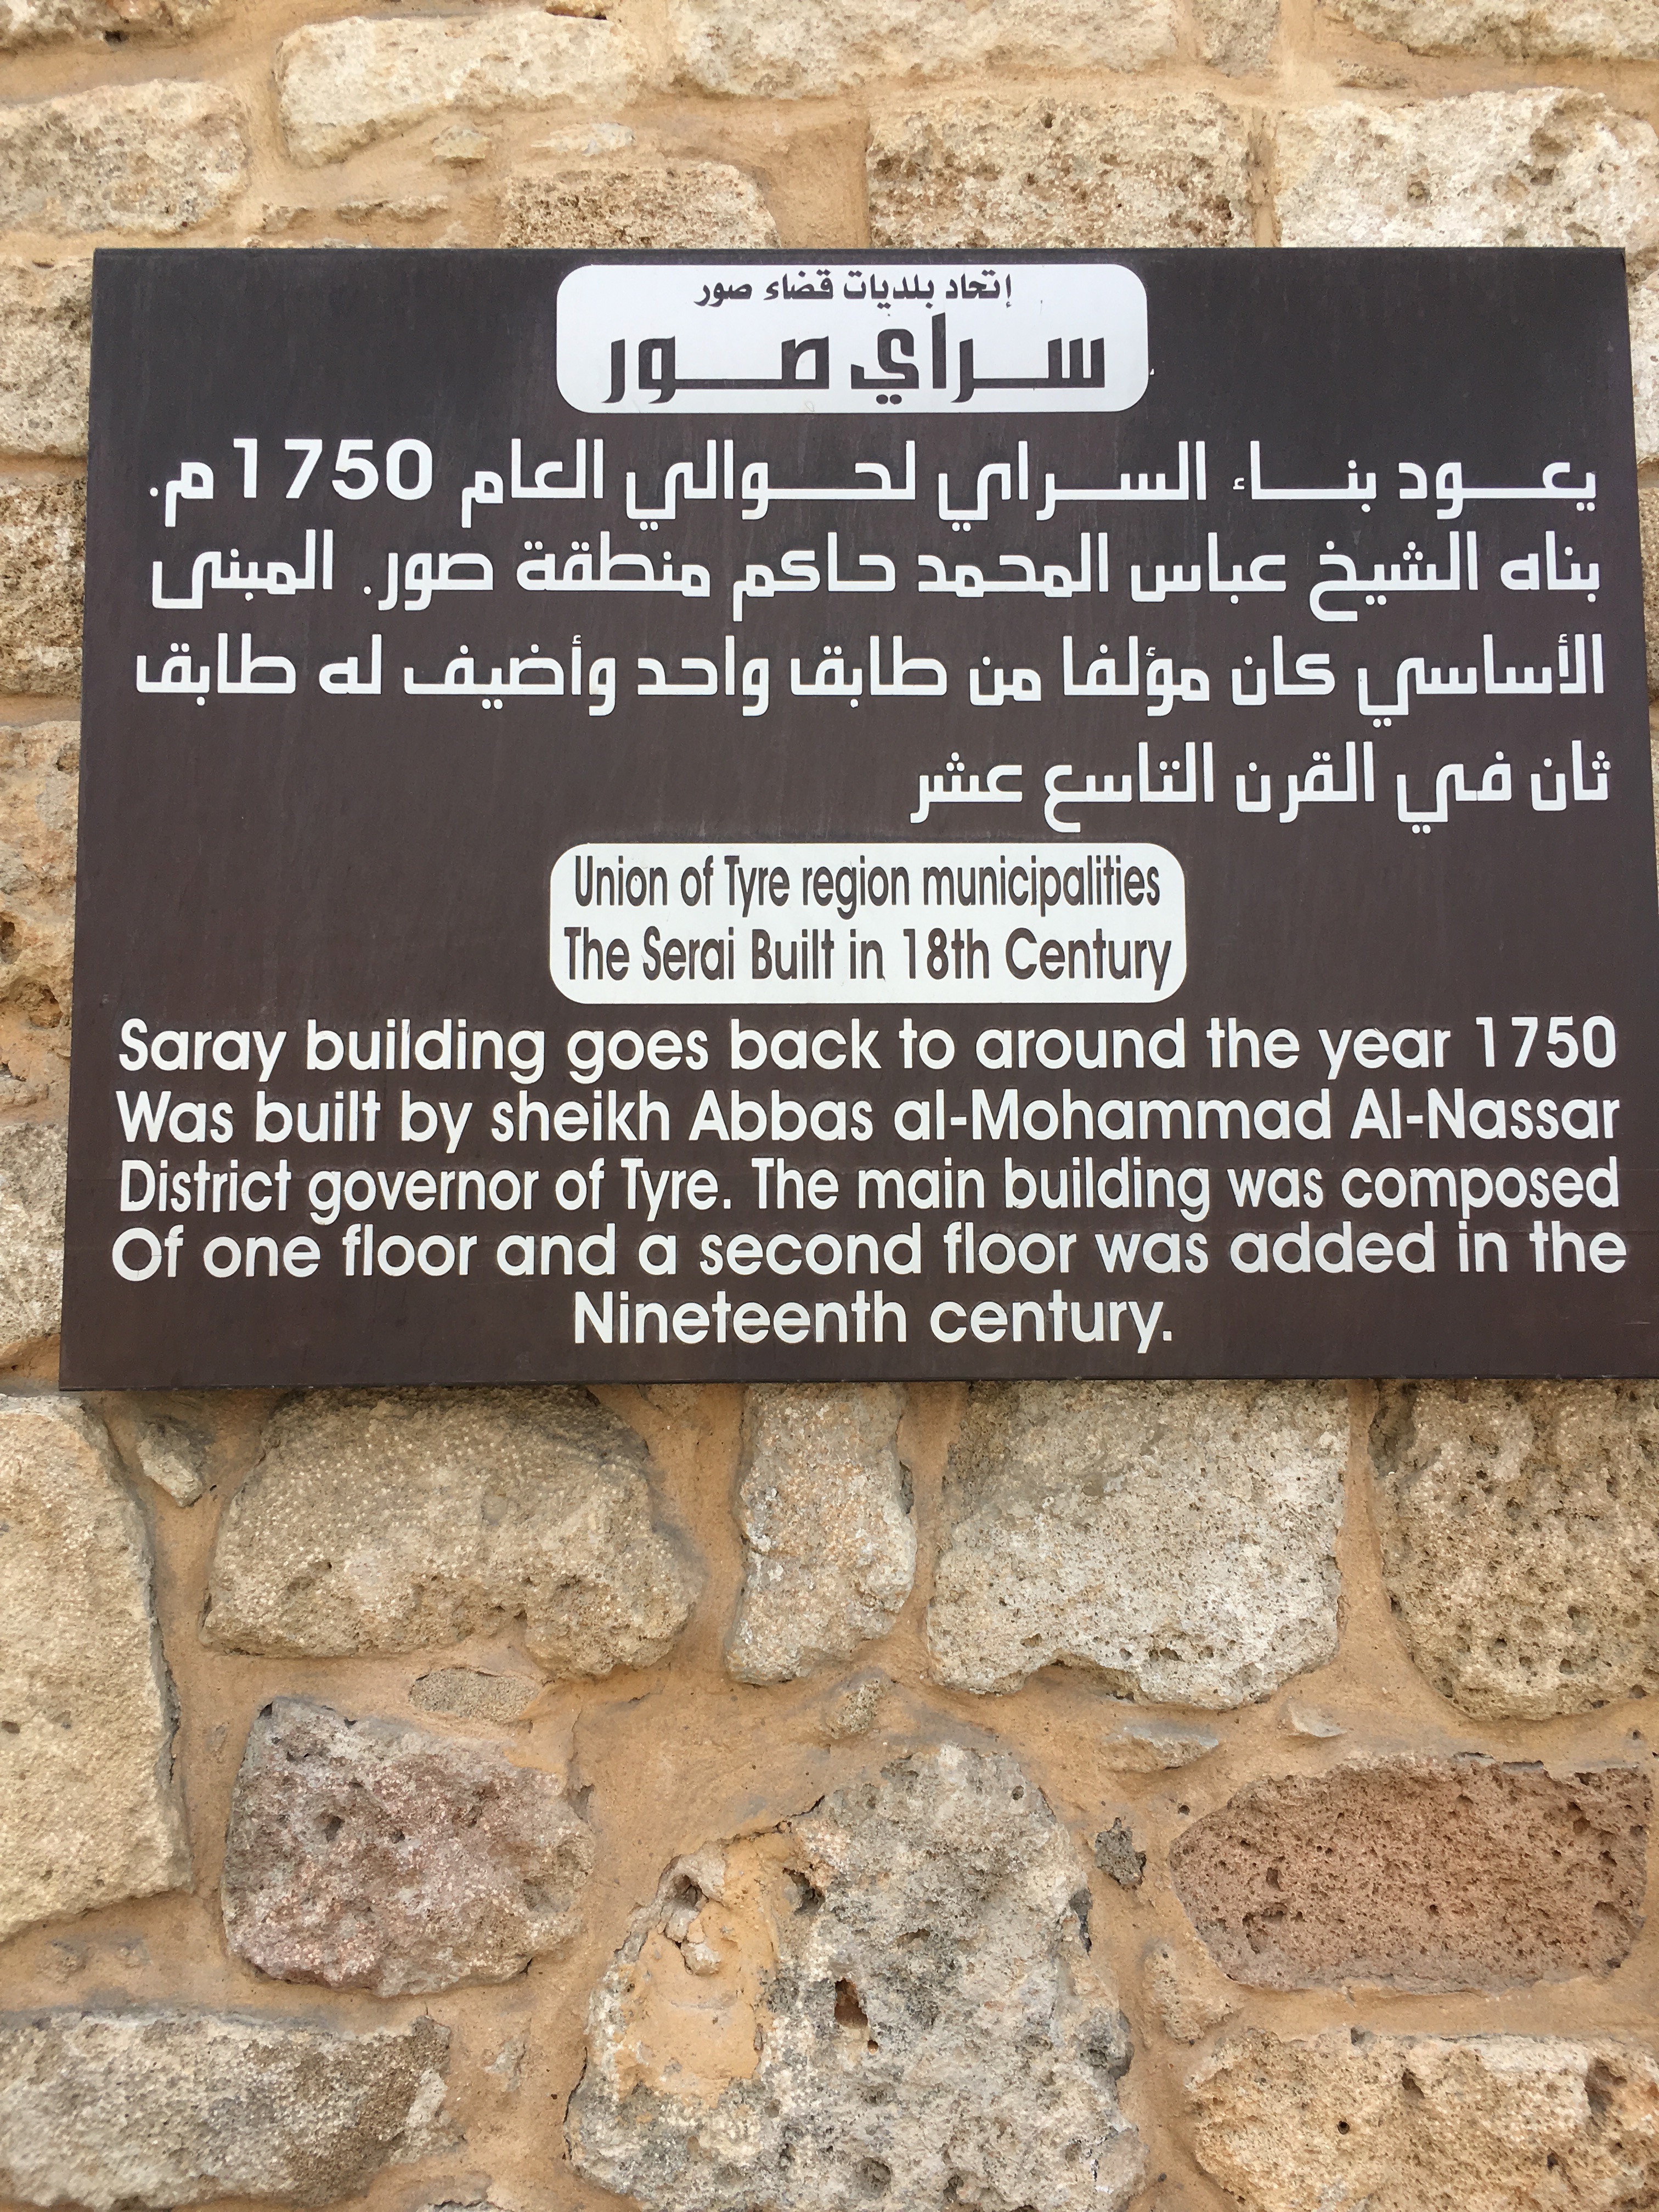 إتحاد بلديات قضاء صور
سراي صور
يعود بناء السراي لحوالي العام 1750م.
بناه الشيخ عباس المحمد حاكم منطقة صور. المبنى
الأساسي كان مؤلفا من طابق واحد وأضيف له طابق
ثان في القرن التاسع عشر
Union of Tyre region municipalities
The Serai Built in 18th Century
Saray building goes back to around the year 1750
Was built by sheikh Abbas al-Mohammad Al-Nassar
District governor of Tyre. The main building was composed
Of one floor and a second floor was added in the
Nineteenth century.